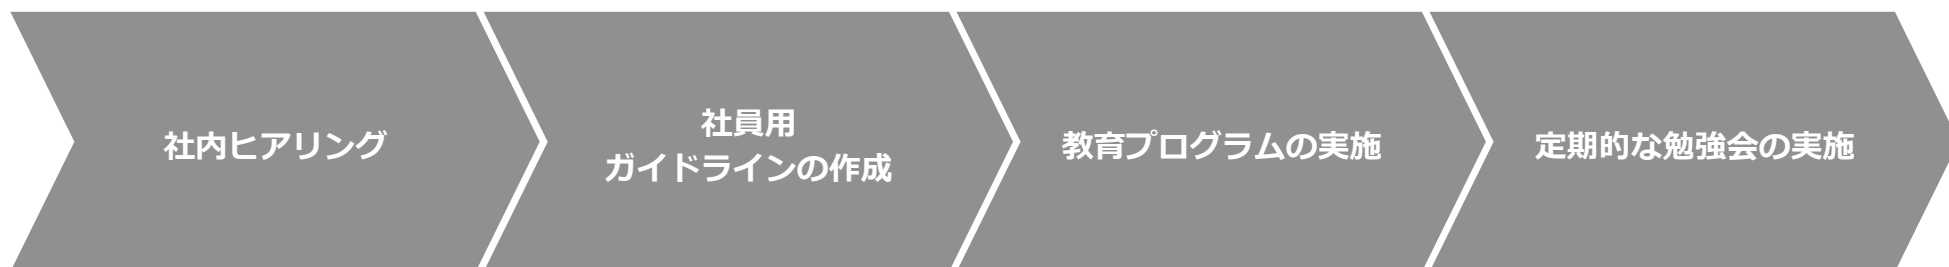 社内ヒアリング
社員用
ガイドラインの作成
教育プログラムの実施
定期的な勉強会の実施